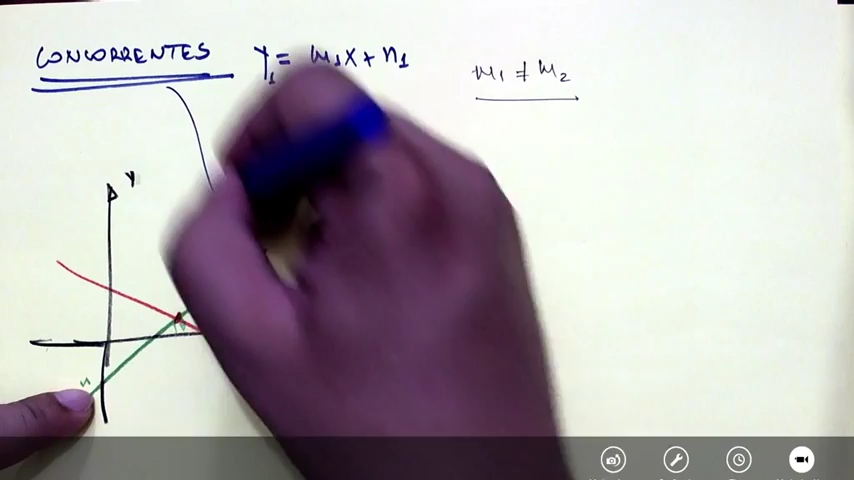 CONCORRENTES
y₁ = m₁x + n₁
m₁ ≠ m₂
y